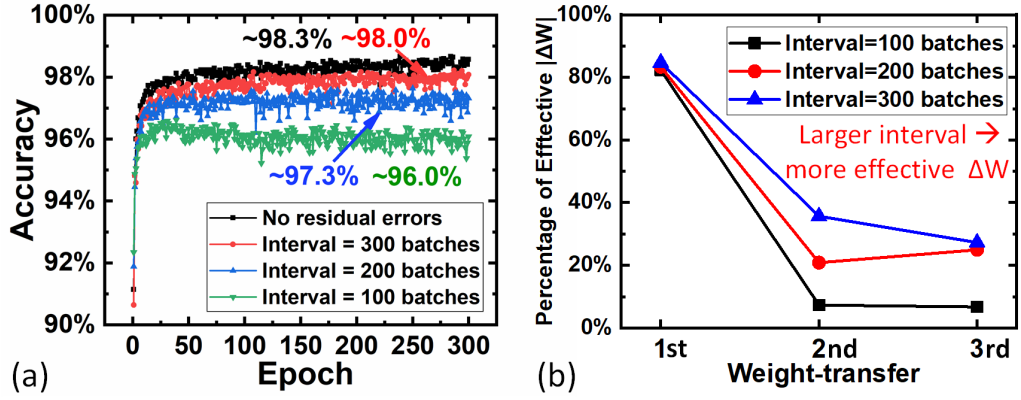 ~98.3% ~98.0%
98%
96%
94%
92%
90%
Accuracy
~97.3% ~96.0%
No residual errors
Interval = 300 batches
Interval = 200 batches
Interval = 100 batches
0 50 100 150 200 250 300
Epoch
(a)
100%
80%
60%
40%
20%
0%
Percentage of Effective |ΔW|
Interval=100 batches
Interval=200 batches
Interval=300 batches
Larger interval →
more effective ΔW
1st 2nd 3rd
Weight-transfer
(b)